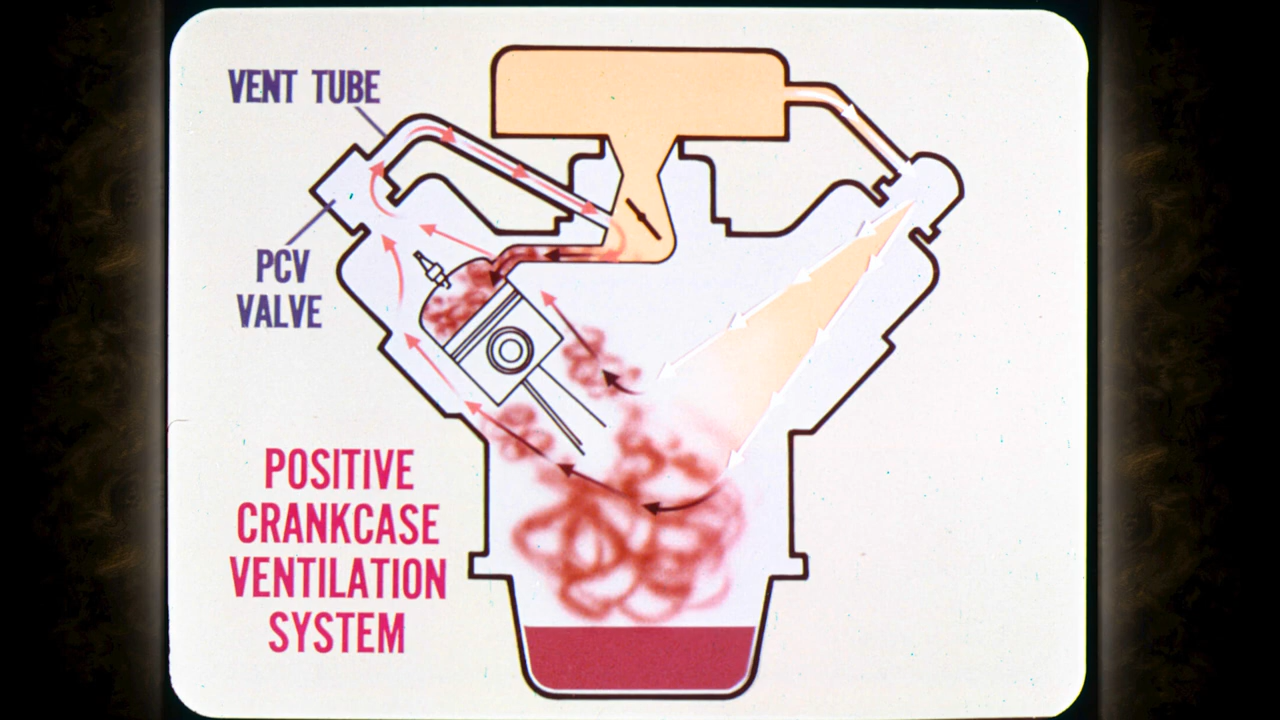 VENT TUBE
PCV
VALVE
POSITIVE
CRANKCASE
VENTILATION
SYSTEM